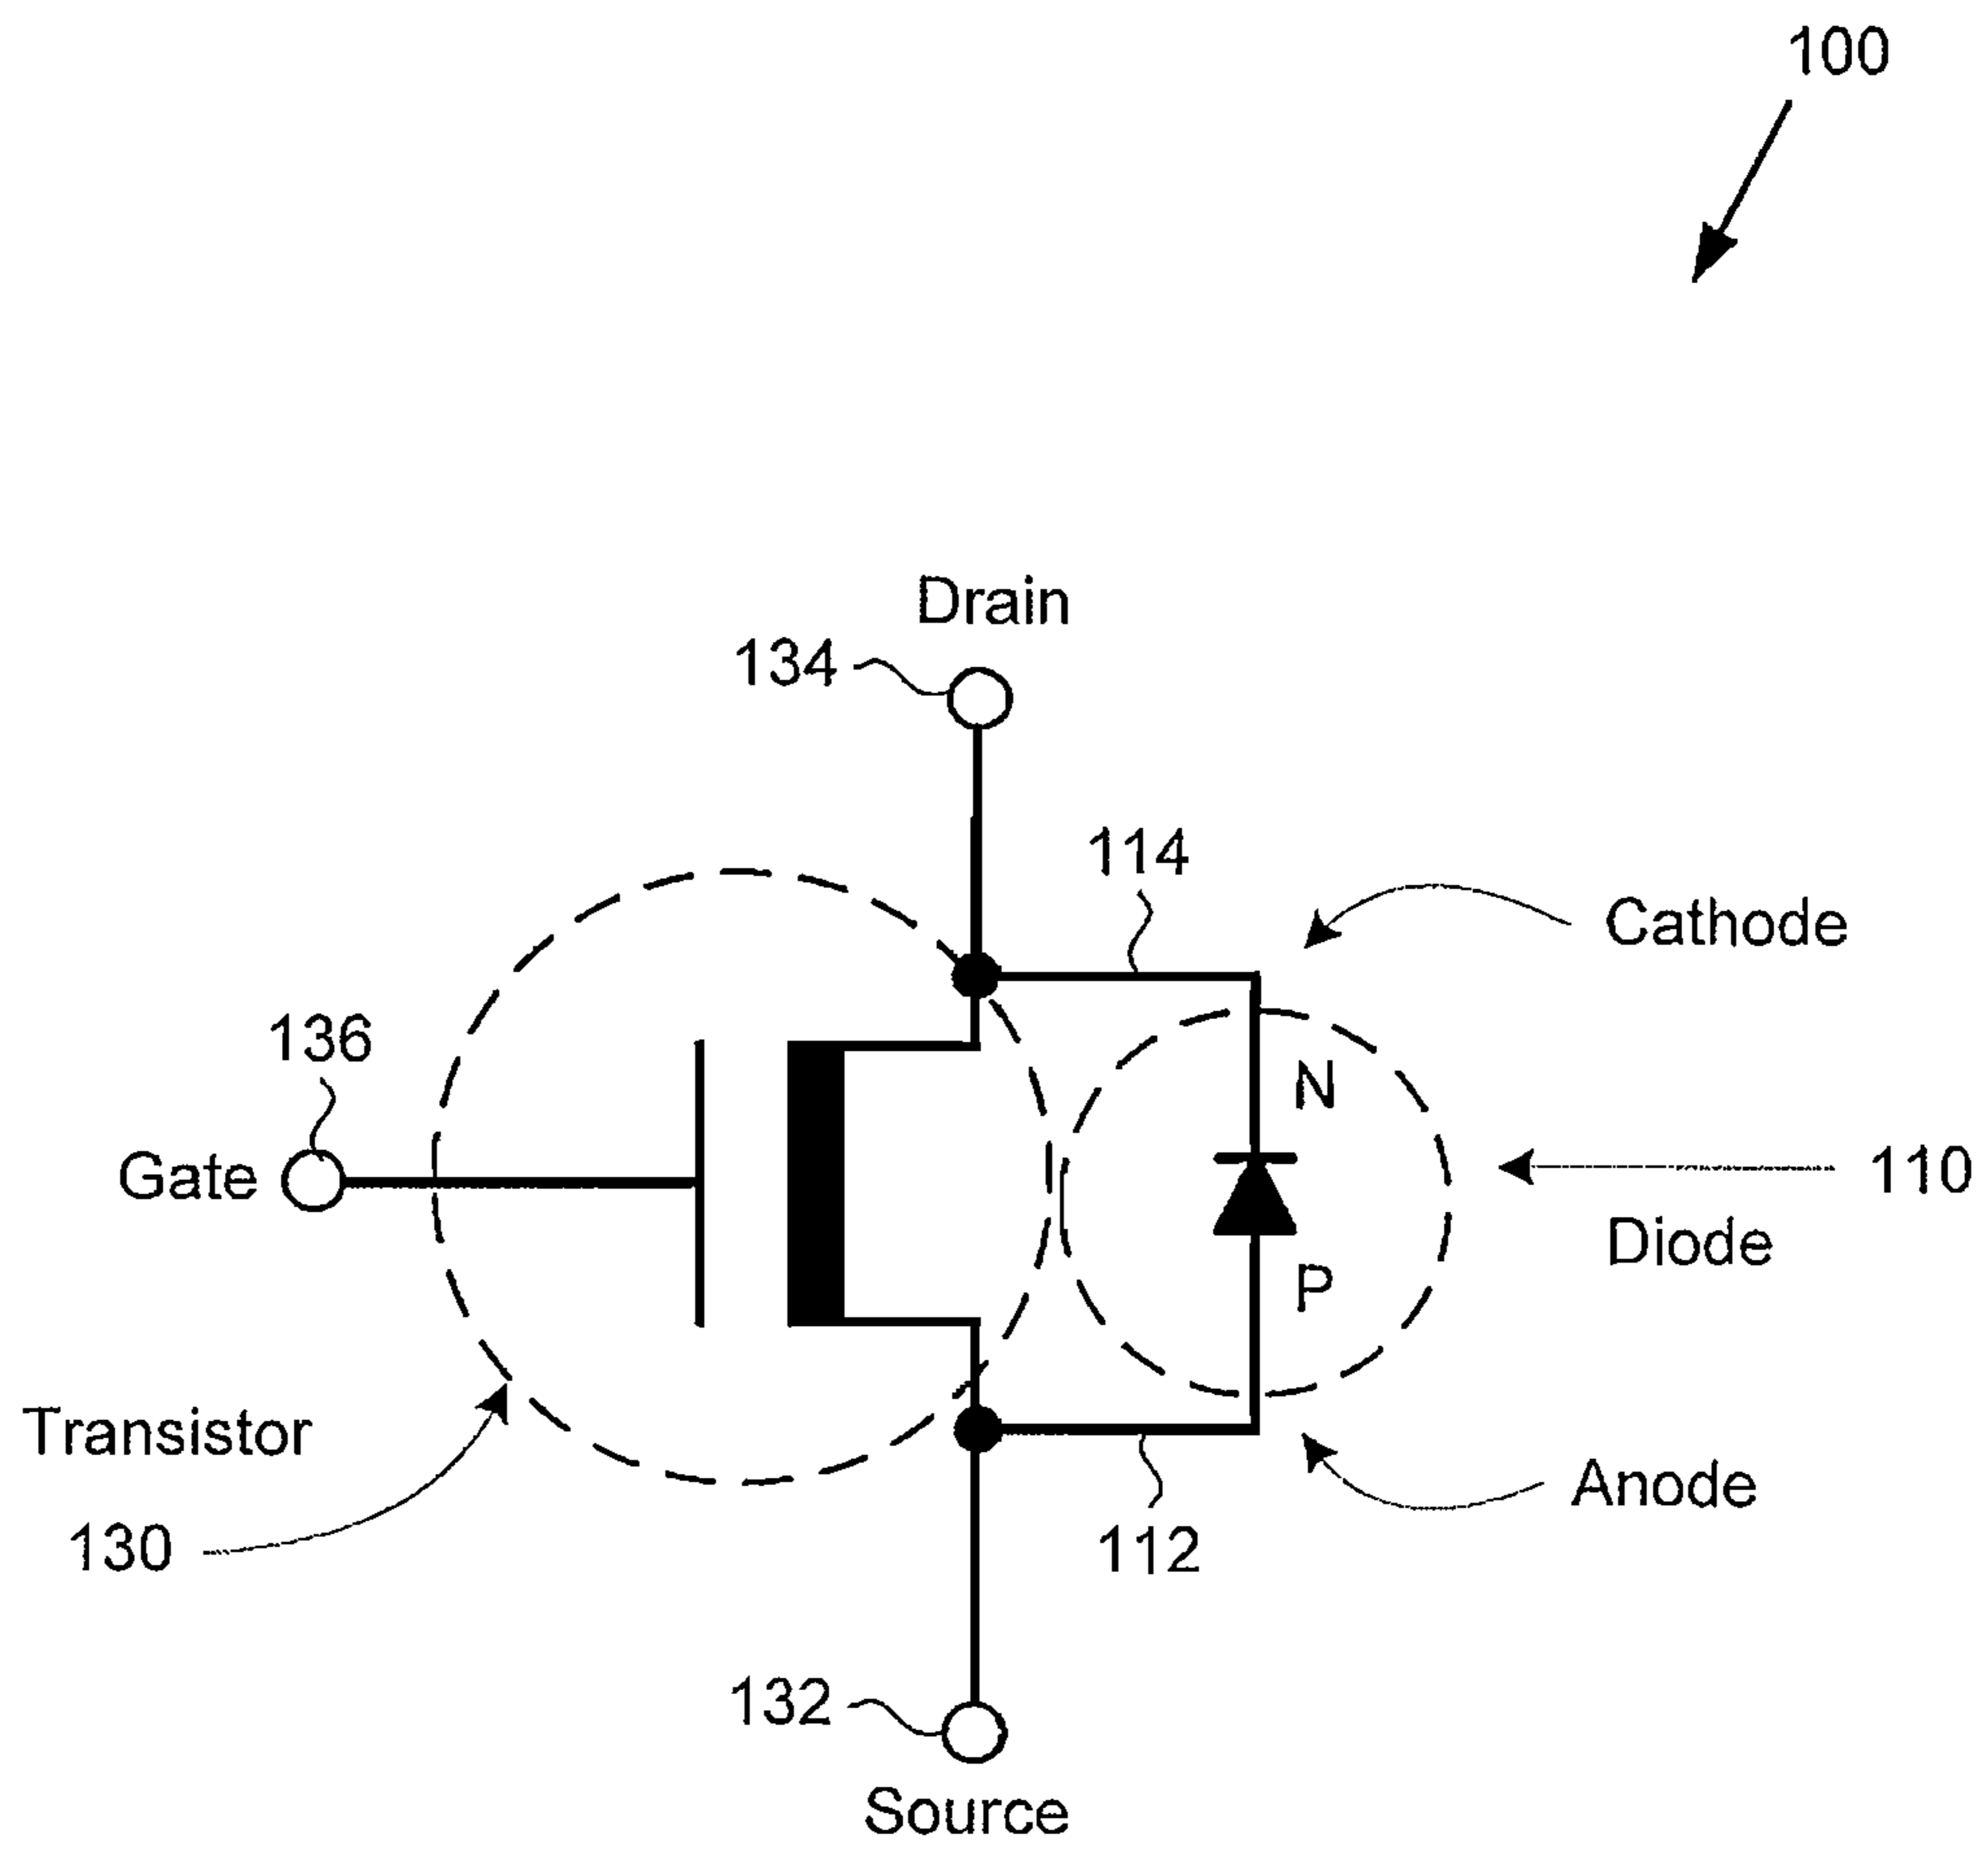 100
Drain
134
114
Cathode
136
N
Gate
110
Diode
P
Transistor
Anode
130
112
132
Source